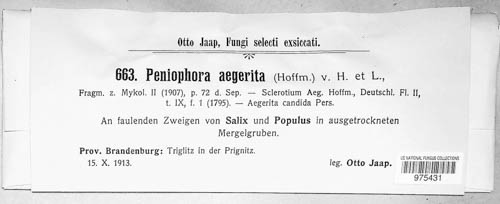 Otto Jaap, Fungi selecti exsiccati.
663. Peniophora aegerita (Hoffm.) v. H. et L.,
Fragm. z. Mykol. II (1907), p. 72 d. Sep. — Sclerotium Aeg. Hoffm., Deutschl. Fl. II,
t. IX, f. 1 (1795). — Aegerita candida Pers.
An faulenden Zweigen von Salix und Populus in ausgetrockneten
Mergelgruben.
Prov. Brandenburg: Triglitz in der Prignitz.
15. X. 1913.
leg. Otto Jaap.
US NATIONAL FUNGUS COLLECTIONS
975431